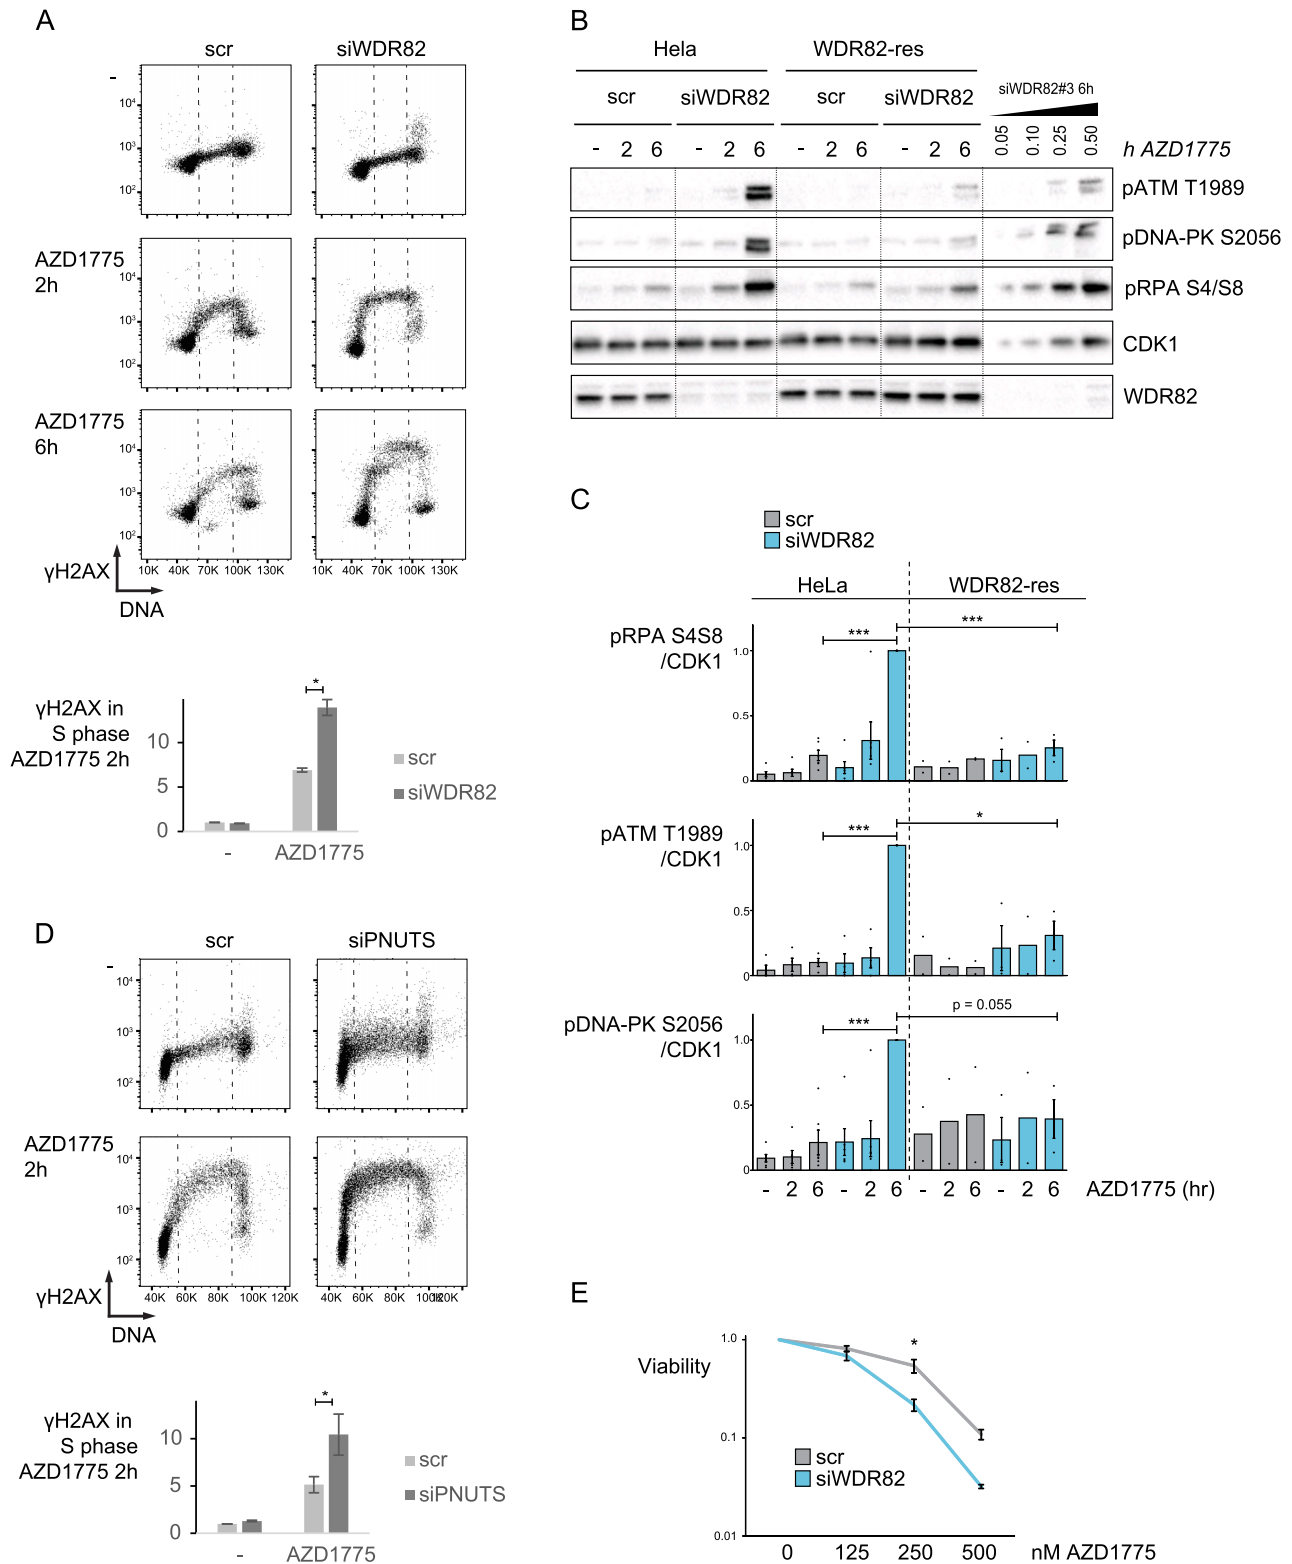 A
scr
siWDR82
-
10⁴
10³
10²
AZD1775
2h
10⁴
10³
10²
AZD1775
6h
10⁴
10³
10²
10K 40K 70K 100K 130K
10K 40K 70K 100K 130K
γH2AX
DNA
γH2AX in
S phase
AZD1775 2h
10
5
0
*
- AZD1775
scr
siWDR82
B
Hela
WDR82-res
siWDR82#3 6h
scr siWDR82 scr siWDR82
0.05 0.10 0.25 0.50
- 2 6 - 2 6 - 2 6 - 2 6
h AZD1775
pATM T1989
pDNA-PK S2056
pRPA S4/S8
CDK1
WDR82
C
scr
siWDR82
HeLa
WDR82-res
pRPA S4S8
/CDK1
1.0
0.5
0
***
***
pATM T1989
/CDK1
1.0
0.5
0
***
*
pDNA-PK S2056
/CDK1
1.0
0.5
0
***
p = 0.055
- 2 6 - 2 6 - 2 6 - 2 6 AZD1775 (hr)
D
scr
siPNUTS
-
10⁴
10³
10²
AZD1775
2h
10⁴
10³
10²
40K 60K 80K 100K 120K
40K 60K 80K 100K 120K
γH2AX
DNA
γH2AX in
S phase
AZD1775 2h
10
5
0
*
- AZD1775
scr
siPNUTS
E
Viability
1.0
0.1
0.01
*
scr
siWDR82
0 125 250 500 nM AZD1775